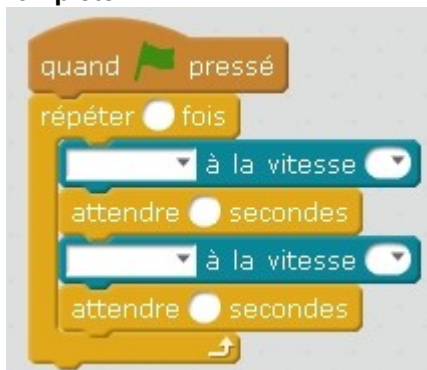 quand pressé
répéter fois
à la vitesse
attendre secondes
à la vitesse
attendre secondes